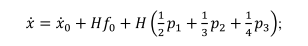 ẋ = ẋ₀ + Hf₀ + H(½p₁ + ⅓p₂ + ¼p₃);